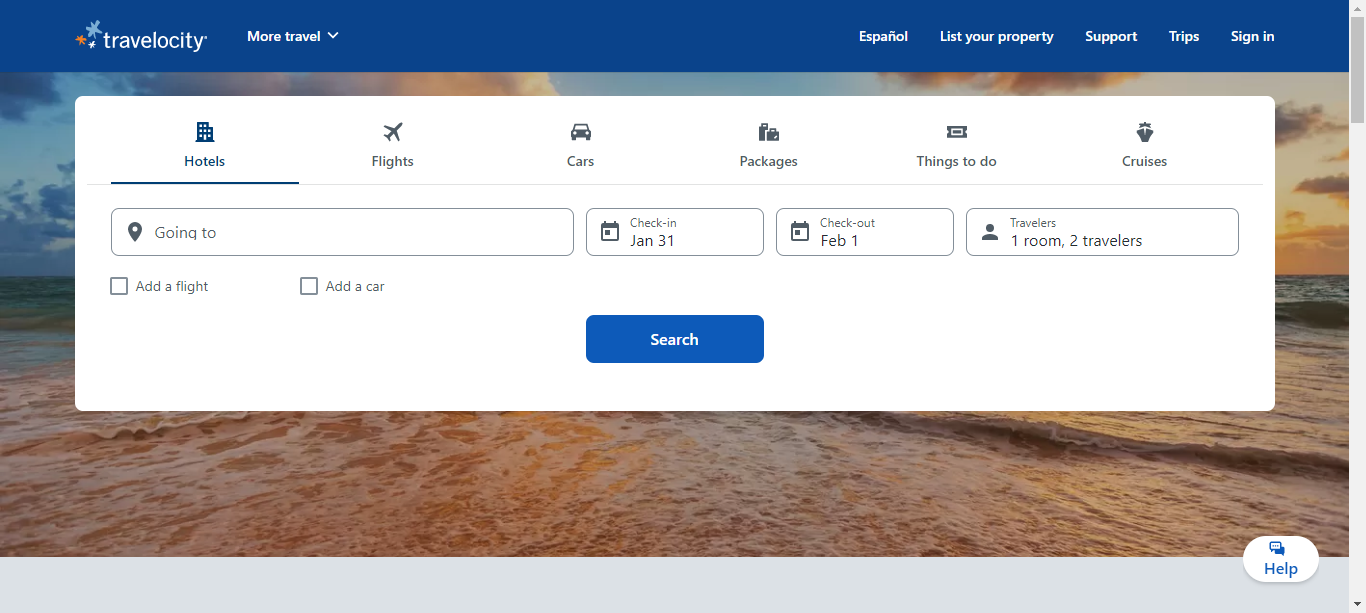 travelocity
More travel
Español
List your property
Support
Trips
Sign in
Hotels
Flights
Cars
Packages
Things to do
Cruises
Going to
Check-in
Jan 31
Check-out
Feb 1
Travelers
1 room, 2 travelers
Add a flight
Add a car
Search
Help